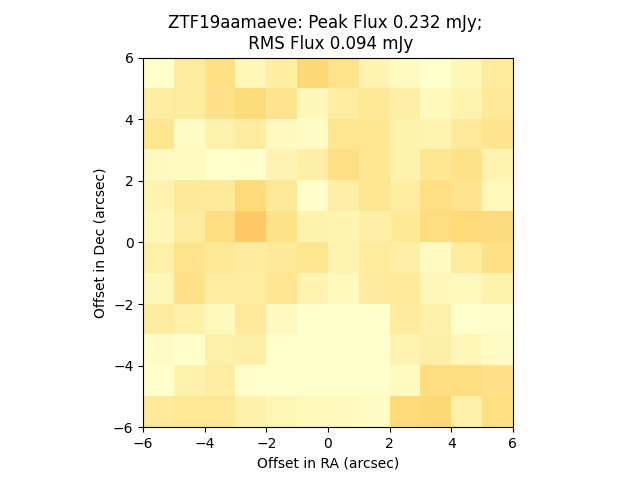 ZTF19aamaeve: Peak Flux 0.232 mJy;
RMS Flux 0.094 mJy
6
4
2
0
−2
−4
−6
Offset in Dec (arcsec)
−6 −4 −2 0 2 4 6
Offset in RA (arcsec)